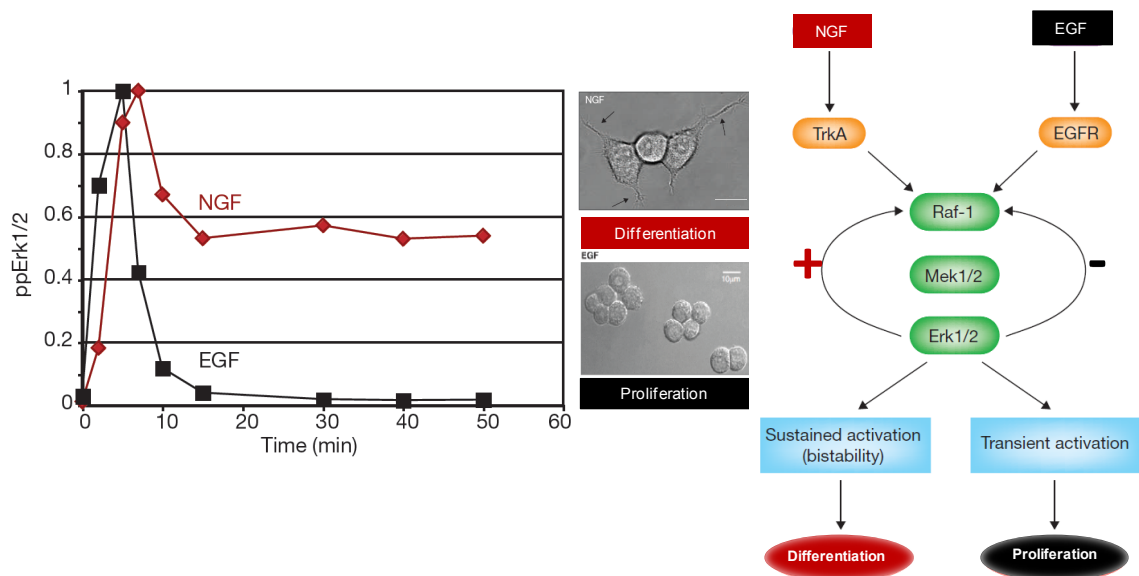 ppErk1/2
1
0.8
0.6
0.4
0.2
0
NGF
EGF
0
10
20
30
40
50
60
Time (min)
NGF
Differentiation
EGF
10μm
Proliferation
NGF
EGF
TrkA
EGFR
Raf-1
+
-
Mek1/2
Erk1/2
Sustained activation
(bistability)
Transient activation
Differentiation
Proliferation